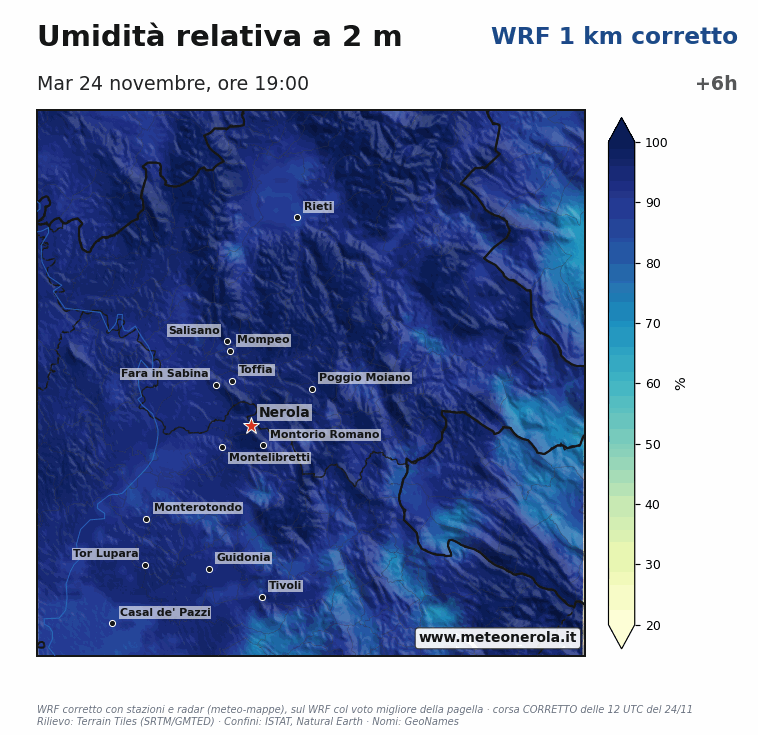 Umidità relativa a 2 m
WRF 1 km corretto
Mar 24 novembre, ore 19:00
+6h
Rieti
Salisano
Mompeo
Fara in Sabina
Toffia
Poggio Moiano
Nerola
Montorio Romano
Montelibretti
Monterotondo
Tor Lupara
Guidonia
Tivoli
Casal de' Pazzi
www.meteonerola.it
100
90
80
70
60
50
40
30
20
%
WRF corretto con stazioni e radar (meteo-mappe), sul WRF col voto migliore della pagella · corsa CORRETTO delle 12 UTC del 24/11
Rilievo: Terrain Tiles (SRTM/GMTED) · Confini: ISTAT, Natural Earth · Nomi: GeoNames